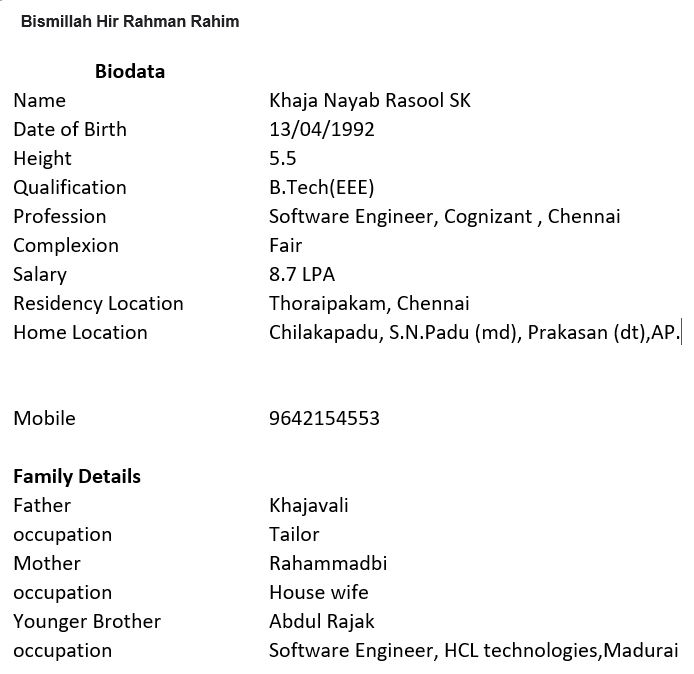 Bismillah Hir Rahman Rahim
Biodata
Name Khaja Nayab Rasool SK
Date of Birth 13/04/1992
Height 5.5
Qualification B.Tech(EEE)
Profession Software Engineer, Cognizant , Chennai
Complexion Fair
Salary 8.7 LPA
Residency Location Thoraipakam, Chennai
Home Location Chilakapadu, S.N.Padu (md), Prakasan (dt),AP.
Mobile 9642154553
Family Details
Father Khajavali
occupation Tailor
Mother Rahammadbi
occupation House wife
Younger Brother Abdul Rajak
occupation Software Engineer, HCL technologies,Madurai